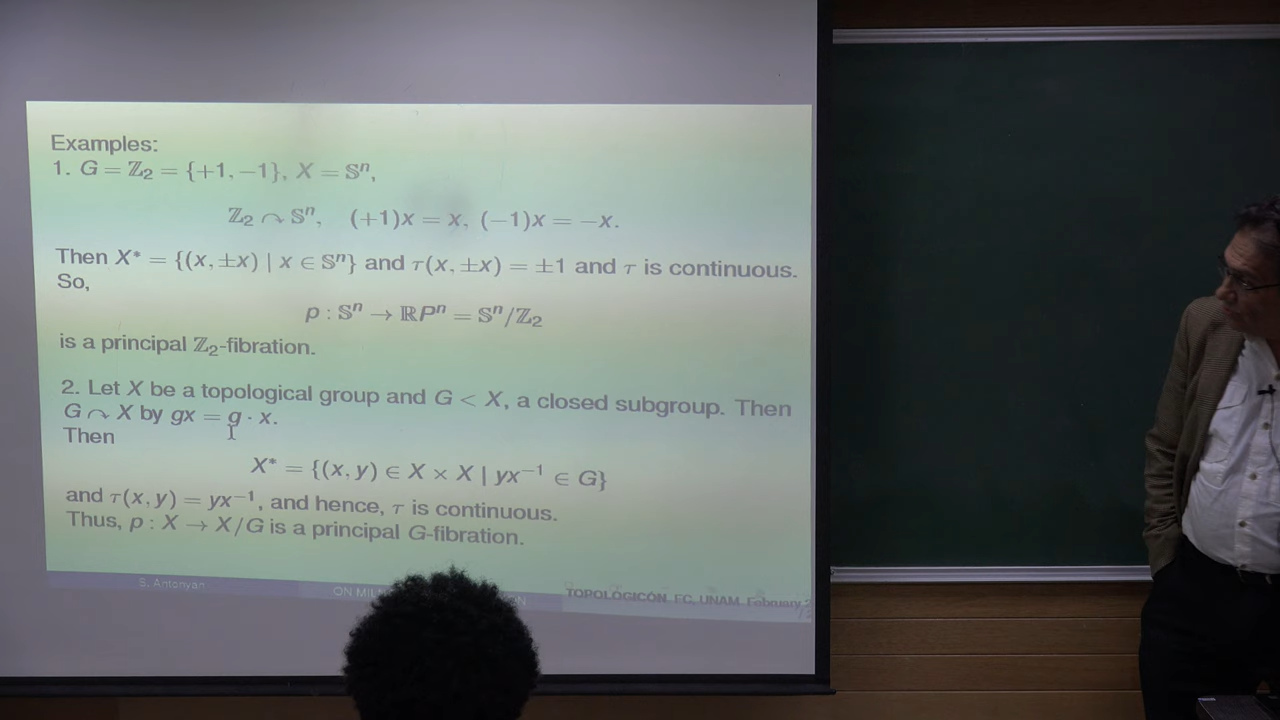 Examples:
1. G = ℤ₂ = {+1, −1}, X = 𝕊ⁿ,
ℤ₂ ↷ 𝕊ⁿ, (+1)x = x, (−1)x = −x.
Then X* = {(x, ±x) | x ∈ 𝕊ⁿ} and τ(x, ±x) = ±1 and τ is continuous.
So,
p : 𝕊ⁿ → ℝPⁿ = 𝕊ⁿ/ℤ₂
is a principal ℤ₂-fibration.
2. Let X be a topological group and G < X, a closed subgroup. Then
G ↷ X by gx = g · x.
Then
X* = {(x, y) ∈ X × X | yx⁻¹ ∈ G}
and τ(x, y) = yx⁻¹, and hence, τ is continuous.
Thus, p : X → X/G is a principal G-fibration.
S. Antonyan ON TOPOLÓGICÓN. FC, UNAM. February